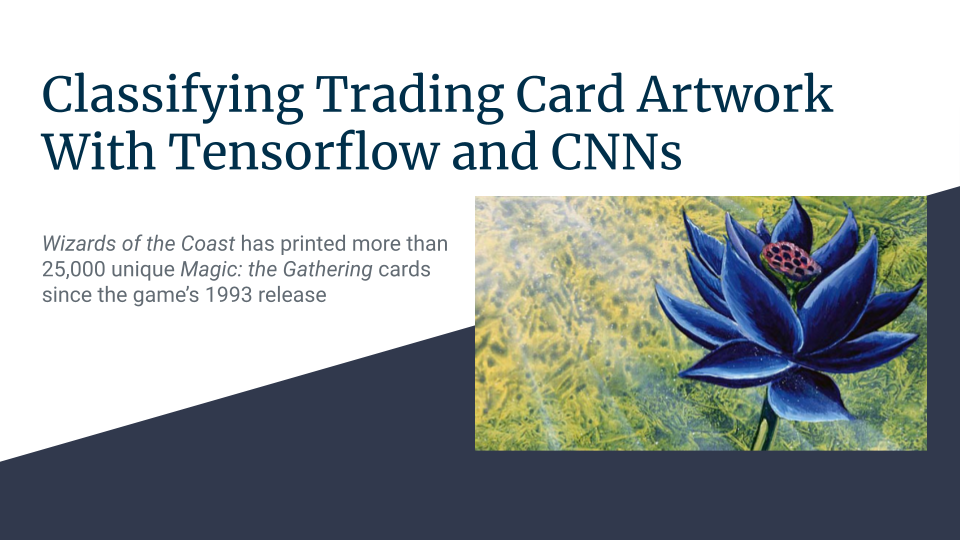 Classifying Trading Card Artwork
With Tensorflow and CNNs
Wizards of the Coast has printed more than
25,000 unique Magic: the Gathering cards
since the game’s 1993 release